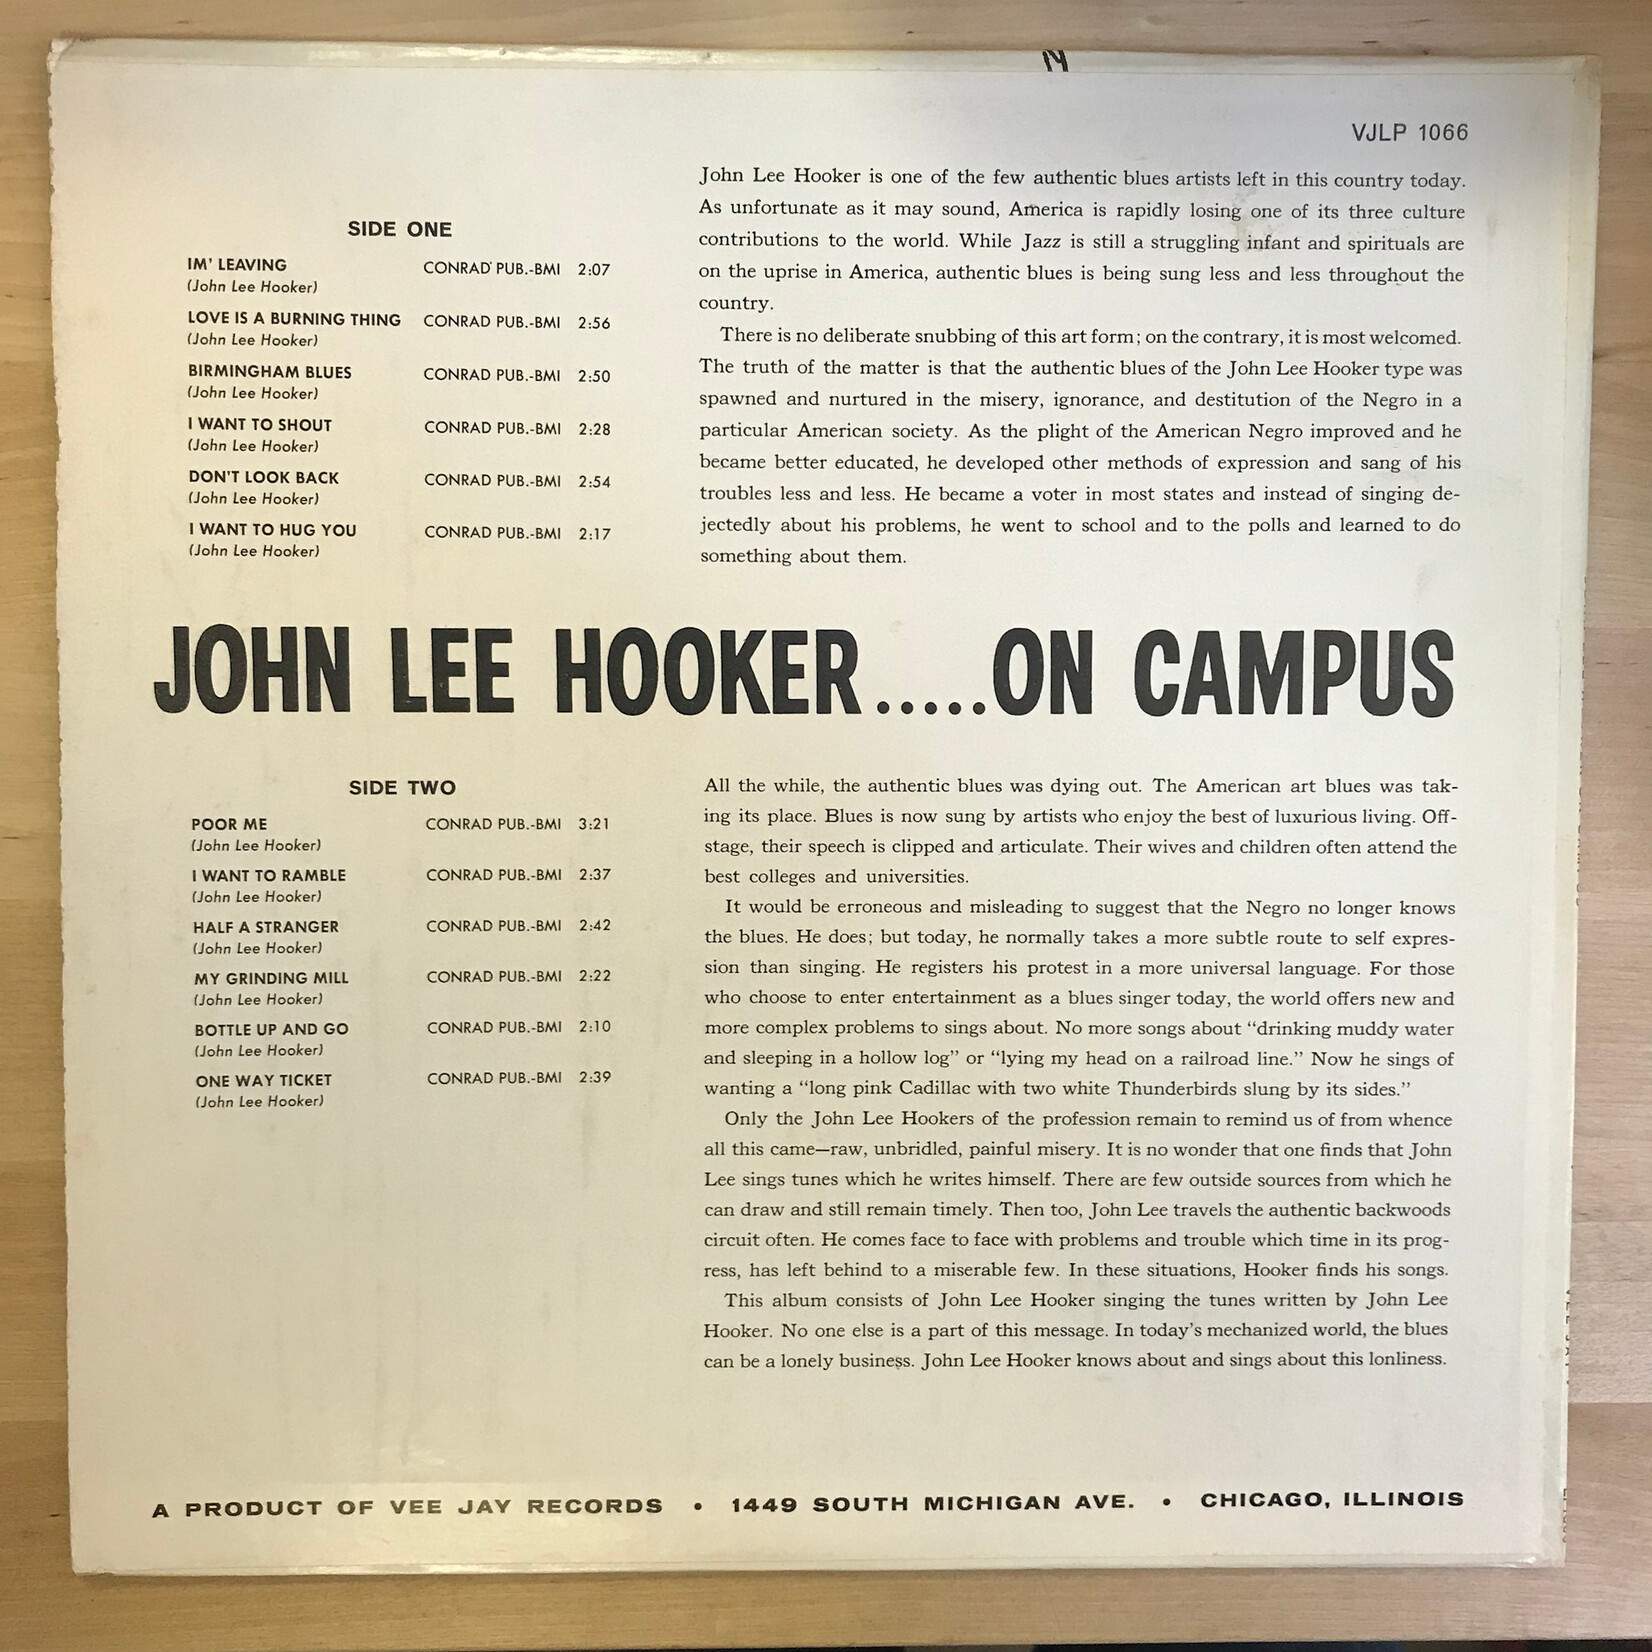 N
VJLP 1066
SIDE ONE
IM' LEAVING CONRAD PUB.-BMI 2:07
(John Lee Hooker)
LOVE IS A BURNING THING CONRAD PUB.-BMI 2:56
(John Lee Hooker)
BIRMINGHAM BLUES CONRAD PUB.-BMI 2:50
(John Lee Hooker)
I WANT TO SHOUT CONRAD PUB.-BMI 2:28
(John Lee Hooker)
DON'T LOOK BACK CONRAD PUB.-BMI 2:54
(John Lee Hooker)
I WANT TO HUG YOU CONRAD PUB.-BMI 2:17
(John Lee Hooker)
John Lee Hooker is one of the few authentic blues artists left in this country today.
As unfortunate as it may sound, America is rapidly losing one of its three culture
contributions to the world. While Jazz is still a struggling infant and spirituals are
on the uprise in America, authentic blues is being sung less and less throughout the
country.
There is no deliberate snubbing of this art form; on the contrary, it is most welcomed.
The truth of the matter is that the authentic blues of the John Lee Hooker type was
spawned and nurtured in the misery, ignorance, and destitution of the Negro in a
particular American society. As the plight of the American Negro improved and he
became better educated, he developed other methods of expression and sang of his
troubles less and less. He became a voter in most states and instead of singing de-
jectedly about his problems, he went to school and to the polls and learned to do
something about them.
JOHN LEE HOOKER.....ON CAMPUS
SIDE TWO
POOR ME CONRAD PUB.-BMI 3:21
(John Lee Hooker)
I WANT TO RAMBLE CONRAD PUB.-BMI 2:37
(John Lee Hooker)
HALF A STRANGER CONRAD PUB.-BMI 2:42
(John Lee Hooker)
MY GRINDING MILL CONRAD PUB.-BMI 2:22
(John Lee Hooker)
BOTTLE UP AND GO CONRAD PUB.-BMI 2:10
(John Lee Hooker)
ONE WAY TICKET CONRAD PUB.-BMI 2:39
(John Lee Hooker)
All the while, the authentic blues was dying out. The American art blues was tak-
ing its place. Blues is now sung by artists who enjoy the best of luxurious living. Off-
stage, their speech is clipped and articulate. Their wives and children often attend the
best colleges and universities.
It would be erroneous and misleading to suggest that the Negro no longer knows
the blues. He does; but today, he normally takes a more subtle route to self expres-
sion than singing. He registers his protest in a more universal language. For those
who choose to enter entertainment as a blues singer today, the world offers new and
more complex problems to sings about. No more songs about “drinking muddy water
and sleeping in a hollow log” or “lying my head on a railroad line.” Now he sings of
wanting a “long pink Cadillac with two white Thunderbirds slung by its sides.”
Only the John Lee Hookers of the profession remain to remind us of from whence
all this came—raw, unbridled, painful misery. It is no wonder that one finds that John
Lee sings tunes which he writes himself. There are few outside sources from which he
can draw and still remain timely. Then too, John Lee travels the authentic backwoods
circuit often. He comes face to face with problems and trouble which time in its prog-
ress, has left behind to a miserable few. In these situations, Hooker finds his songs.
This album consists of John Lee Hooker singing the tunes written by John Lee
Hooker. No one else is a part of this message. In today's mechanized world, the blues
can be a lonely business. John Lee Hooker knows about and sings about this lonliness.
A PRODUCT OF VEE JAY RECORDS • 1449 SOUTH MICHIGAN AVE. • CHICAGO, ILLINOIS